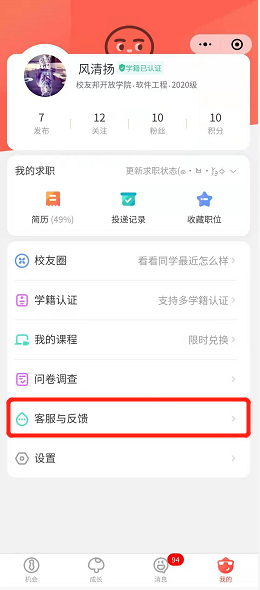 风清扬 学籍已认证
校友邦开放学院·软件工程·2020级
7 12 10 10
发布 关注 粉丝 积分
我的求职 更新求职状态
简历 (49%) 投递记录 收藏职位
校友圈 看看同学最近怎么样
学籍认证 支持多学籍认证
我的课程 限时兑换
问卷调查
客服与反馈
设置
94
机会 成长 消息 我的